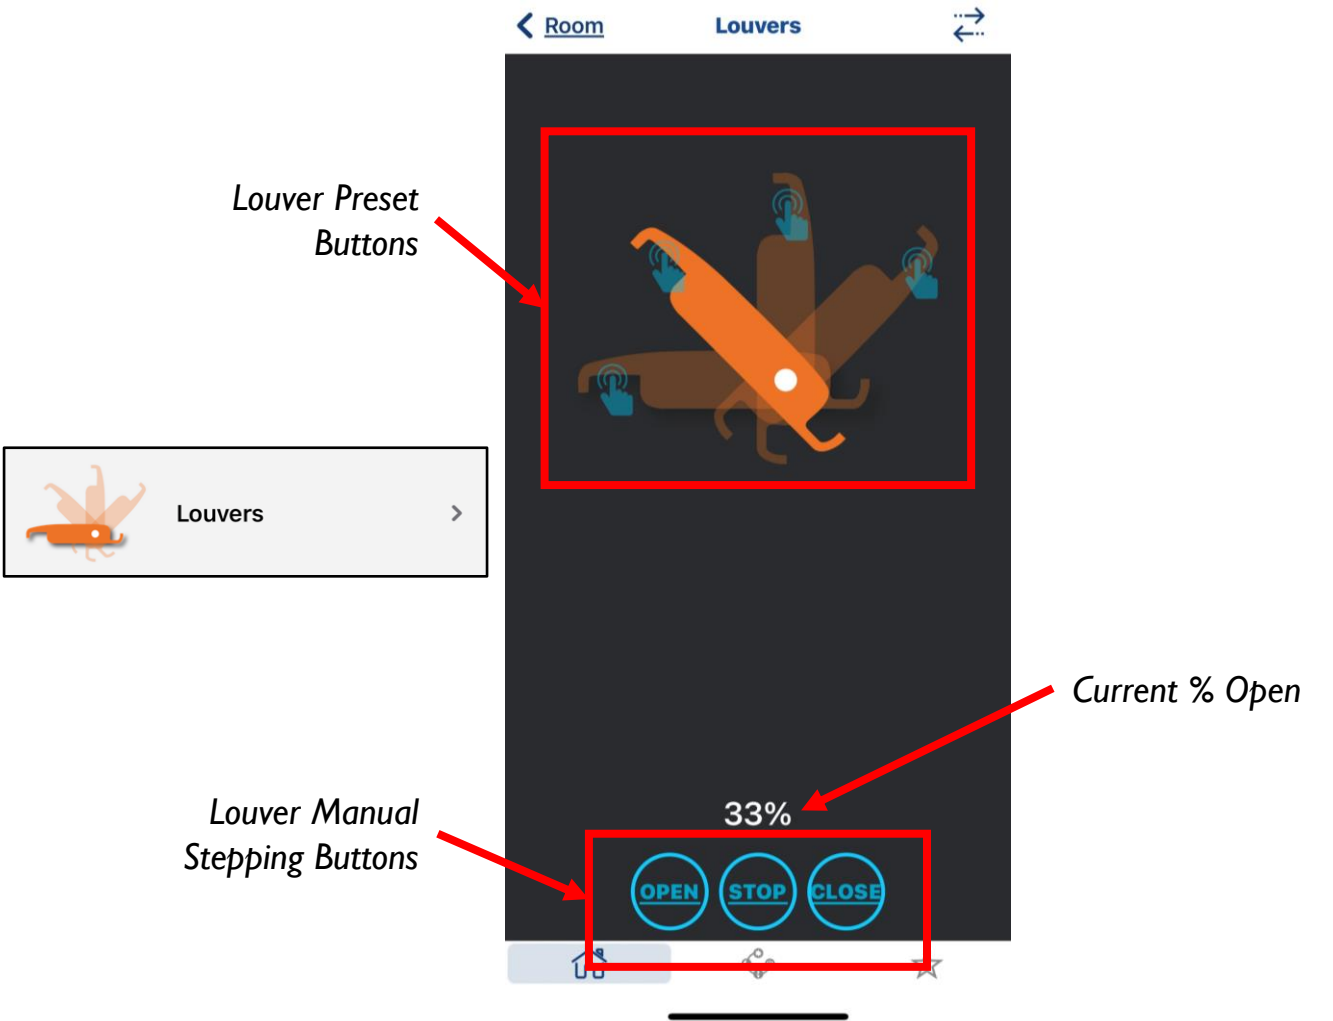 Room
Louvers
Louver Preset
Buttons
Louvers
Current % Open
33%
Louver Manual
Stepping Buttons
OPEN
STOP
CLOSE